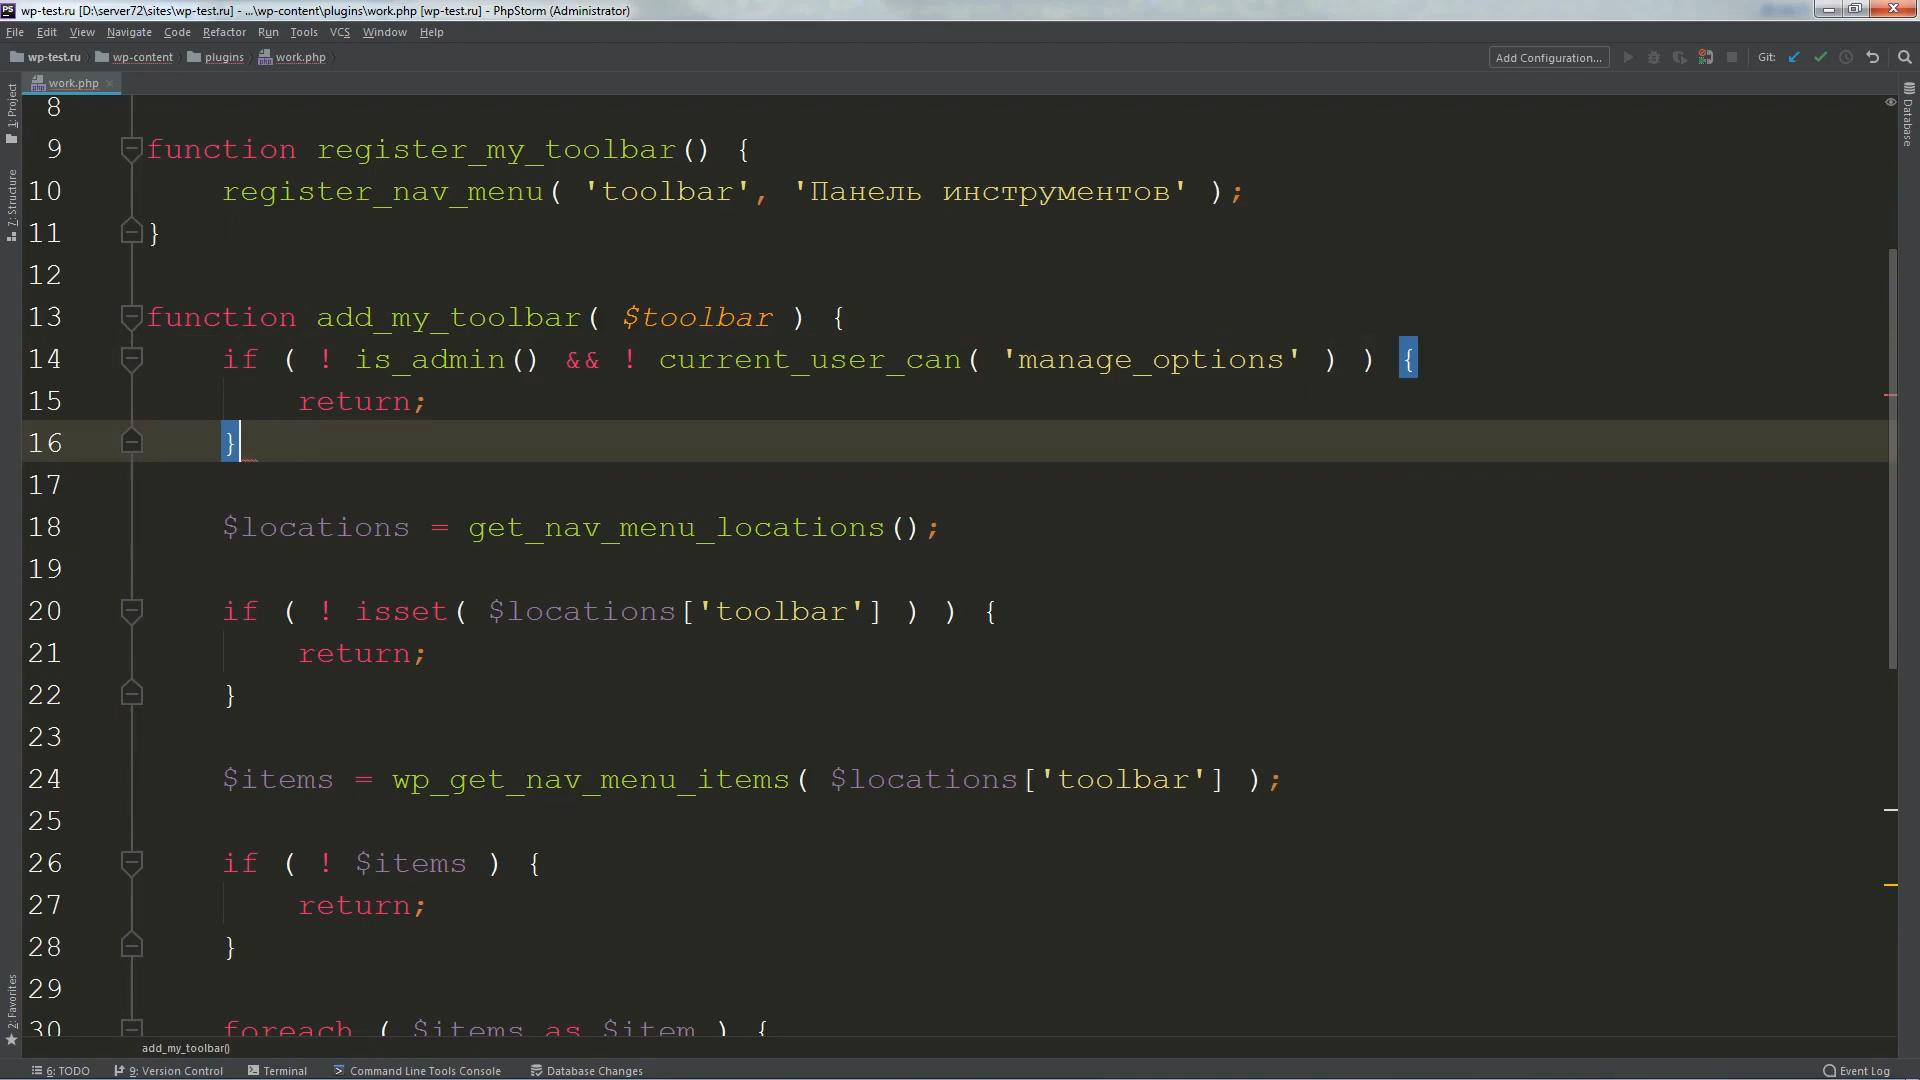 wp-test.ru [D:\server72\sites\wp-test.ru] - ...\wp-content\plugins\work.php [wp-test.ru] - PhpStorm (Administrator)
File Edit View Navigate Code Refactor Run Tools VCS Window Help
wp-test.ru wp-content plugins work.php Add Configuration... Git:
work.php
1: Project
7: Structure
2: Favorites
Database
8
9 function register_my_toolbar() {
10 register_nav_menu( 'toolbar', 'Панель инструментов' );
11 }
12
13 function add_my_toolbar( $toolbar ) {
14 if ( ! is_admin() && ! current_user_can( 'manage_options' ) ) {
15 return;
16 }
17
18 $locations = get_nav_menu_locations();
19
20 if ( ! isset( $locations['toolbar'] ) ) {
21 return;
22 }
23
24 $items = wp_get_nav_menu_items( $locations['toolbar'] );
25
26 if ( ! $items ) {
27 return;
28 }
29
30 foreach ( $items as $item ) {
add_my_toolbar()
6: TODO 9: Version Control Terminal Command Line Tools Console Database Changes Event Log